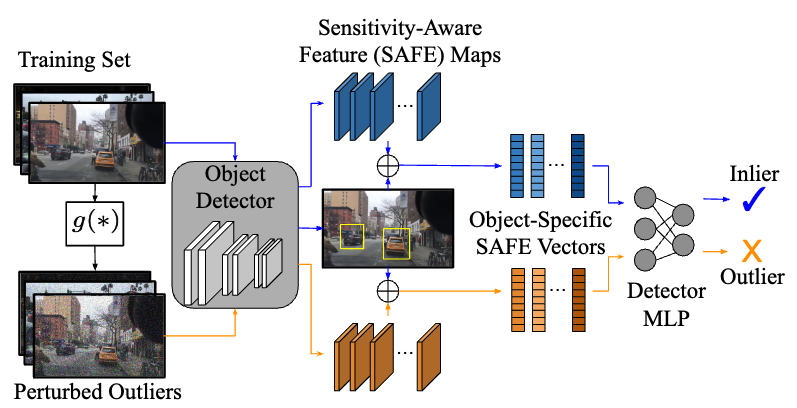 Sensitivity-Aware
Feature (SAFE) Maps
Training Set
Object
Detector
g(*)
...
...
Object-Specific
SAFE Vectors
...
...
Inlier
Outlier
Detector
MLP
Perturbed Outliers